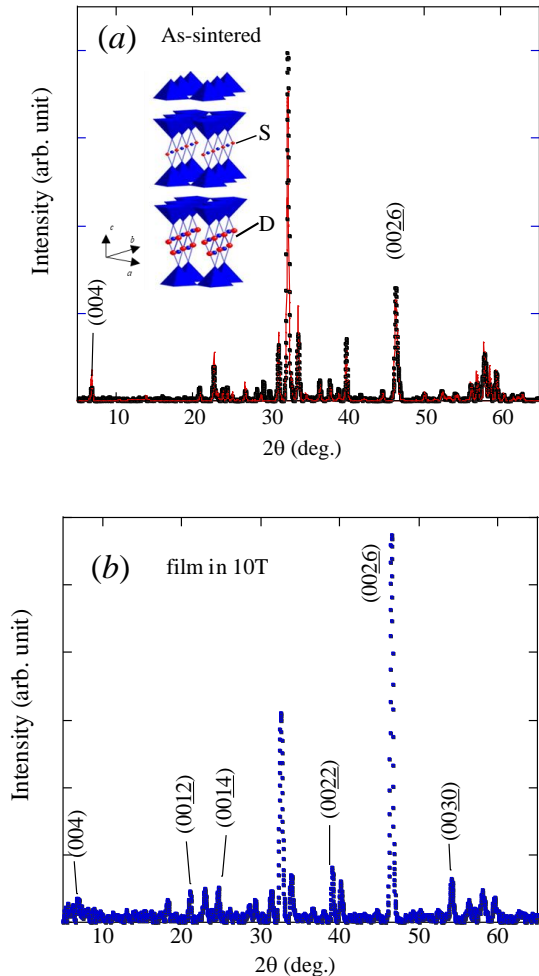 (a) As-sintered
S
D
c
b
a
(004)
(0026)
Intensity (arb. unit)
10 20 30 40 50 60
2θ (deg.)
(b) film in 10T
(004)
(0012)
(0014)
(0022)
(0026)
(0030)
Intensity (arb. unit)
10 20 30 40 50 60
2θ (deg.)